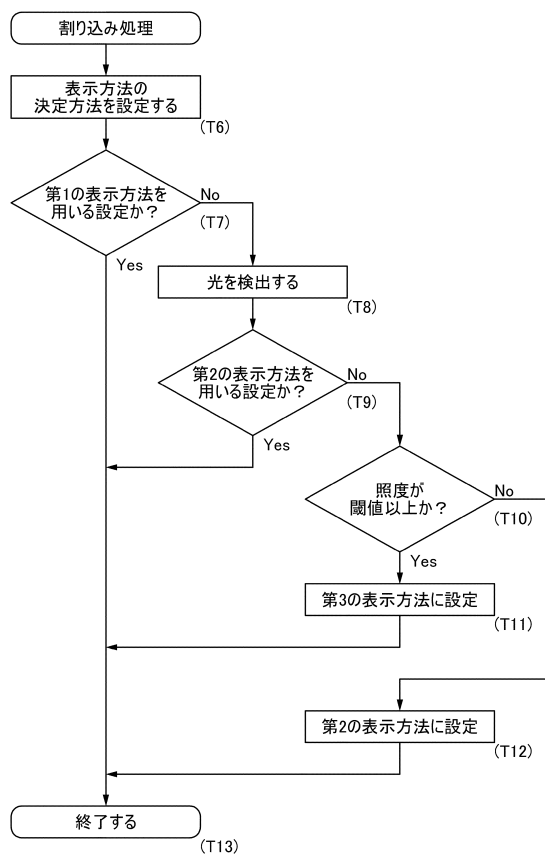 割り込み処理
表示方法の
決定方法を設定する
(T6)
第1の表示方法を
用いる設定か？
No
(T7)
Yes
光を検出する
(T8)
第2の表示方法を
用いる設定か？
No
(T9)
Yes
照度が
閾値以上か？
No
(T10)
Yes
第3の表示方法に設定
(T11)
第2の表示方法に設定
(T12)
終了する
(T13)